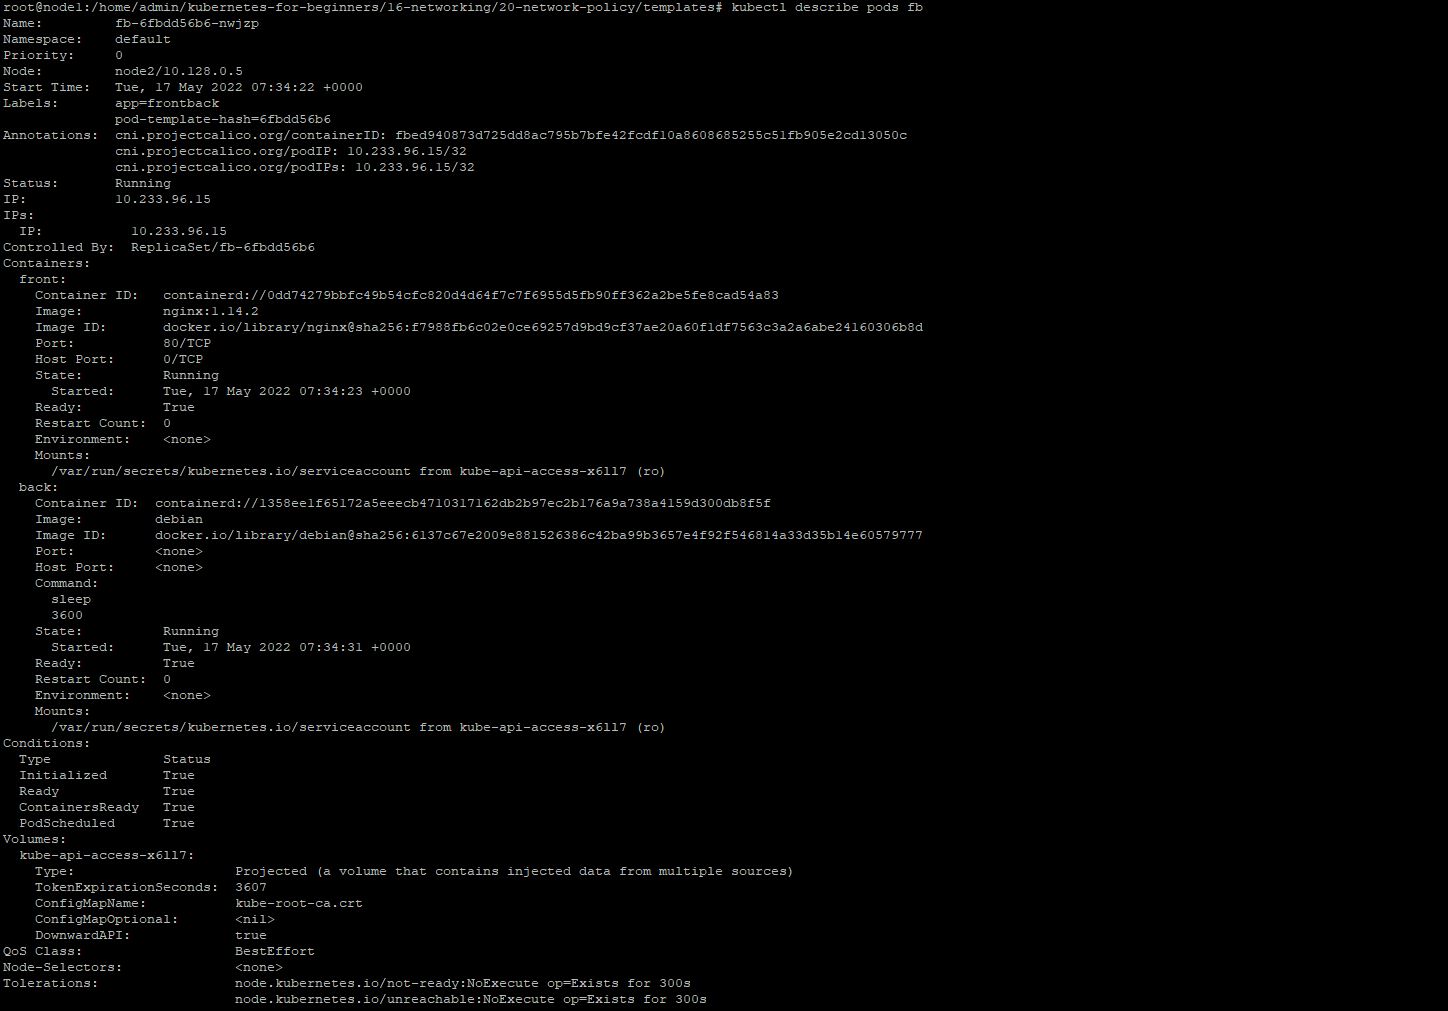 root@node1:/home/admin/kubernetes-for-beginners/16-networking/20-network-policy/templates# kubectl describe pods fb
Name:         fb-6fbdd56b6-nwjzp
Namespace:    default
Priority:     0
Node:         node2/10.128.0.5
Start Time:   Tue, 17 May 2022 07:34:22 +0000
Labels:       app=frontback
              pod-template-hash=6fbdd56b6
Annotations:  cni.projectcalico.org/containerID: fbed940873d725dd8ac795b7bfe42fcdf10a8608685255c51fb905e2cd13050c
              cni.projectcalico.org/podIP: 10.233.96.15/32
              cni.projectcalico.org/podIPs: 10.233.96.15/32
Status:       Running
IP:           10.233.96.15
IPs:
  IP:           10.233.96.15
Controlled By:  ReplicaSet/fb-6fbdd56b6
Containers:
  front:
    Container ID:   containerd://0dd74279bbfc49b54cfc820d4d64f7c7f6955d5fb90ff362a2be5fe8cad54a83
    Image:          nginx:1.14.2
    Image ID:       docker.io/library/nginx@sha256:f7988fb6c02e0ce69257d9bd9cf37ae20a60f1df7563c3a2a6abe24160306b8d
    Port:           80/TCP
    Host Port:      0/TCP
    State:          Running
      Started:      Tue, 17 May 2022 07:34:23 +0000
    Ready:          True
    Restart Count:  0
    Environment:    <none>
    Mounts:
      /var/run/secrets/kubernetes.io/serviceaccount from kube-api-access-x6ll7 (ro)
  back:
    Container ID:  containerd://1358ee1f65172a5eeecb4710317162db2b97ec2b176a9a738a4159d300db8f5f
    Image:         debian
    Image ID:      docker.io/library/debian@sha256:6137c67e2009e881526386c42ba99b3657e4f92f546814a33d35b14e60579777
    Port:          <none>
    Host Port:     <none>
    Command:
      sleep
      3600
    State:          Running
      Started:      Tue, 17 May 2022 07:34:31 +0000
    Ready:          True
    Restart Count:  0
    Environment:    <none>
    Mounts:
      /var/run/secrets/kubernetes.io/serviceaccount from kube-api-access-x6ll7 (ro)
Conditions:
  Type              Status
  Initialized       True
  Ready             True
  ContainersReady   True
  PodScheduled      True
Volumes:
  kube-api-access-x6ll7:
    Type:                    Projected (a volume that contains injected data from multiple sources)
    TokenExpirationSeconds:  3607
    ConfigMapName:           kube-root-ca.crt
    ConfigMapOptional:       <nil>
    DownwardAPI:             true
QoS Class:                   BestEffort
Node-Selectors:              <none>
Tolerations:                 node.kubernetes.io/not-ready:NoExecute op=Exists for 300s
                             node.kubernetes.io/unreachable:NoExecute op=Exists for 300s